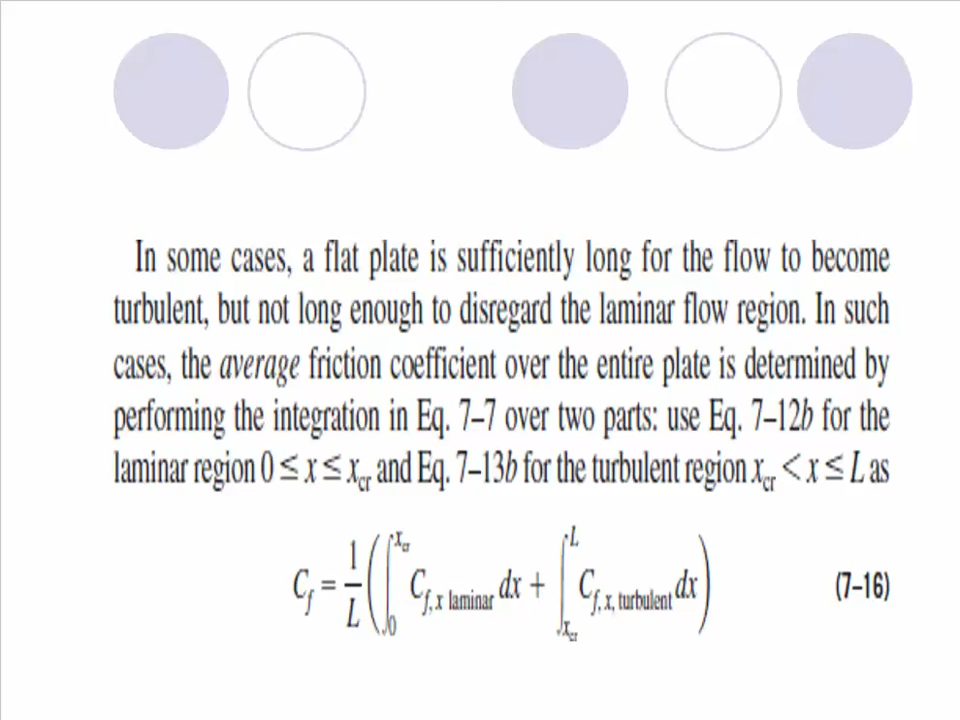 In some cases, a flat plate is sufficiently long for the flow to become
turbulent, but not long enough to disregard the laminar flow region. In such
cases, the average friction coefficient over the entire plate is determined by
performing the integration in Eq. 7–7 over two parts: use Eq. 7–12b for the
laminar region 0 ≤ x ≤ x_cr and Eq. 7–13b for the turbulent region x_cr < x ≤ L as
C_f = 1/L (∫_0^{x_cr} C_{f, x laminar} dx + ∫_{x_cr}^L C_{f, x, turbulent} dx) (7–16)